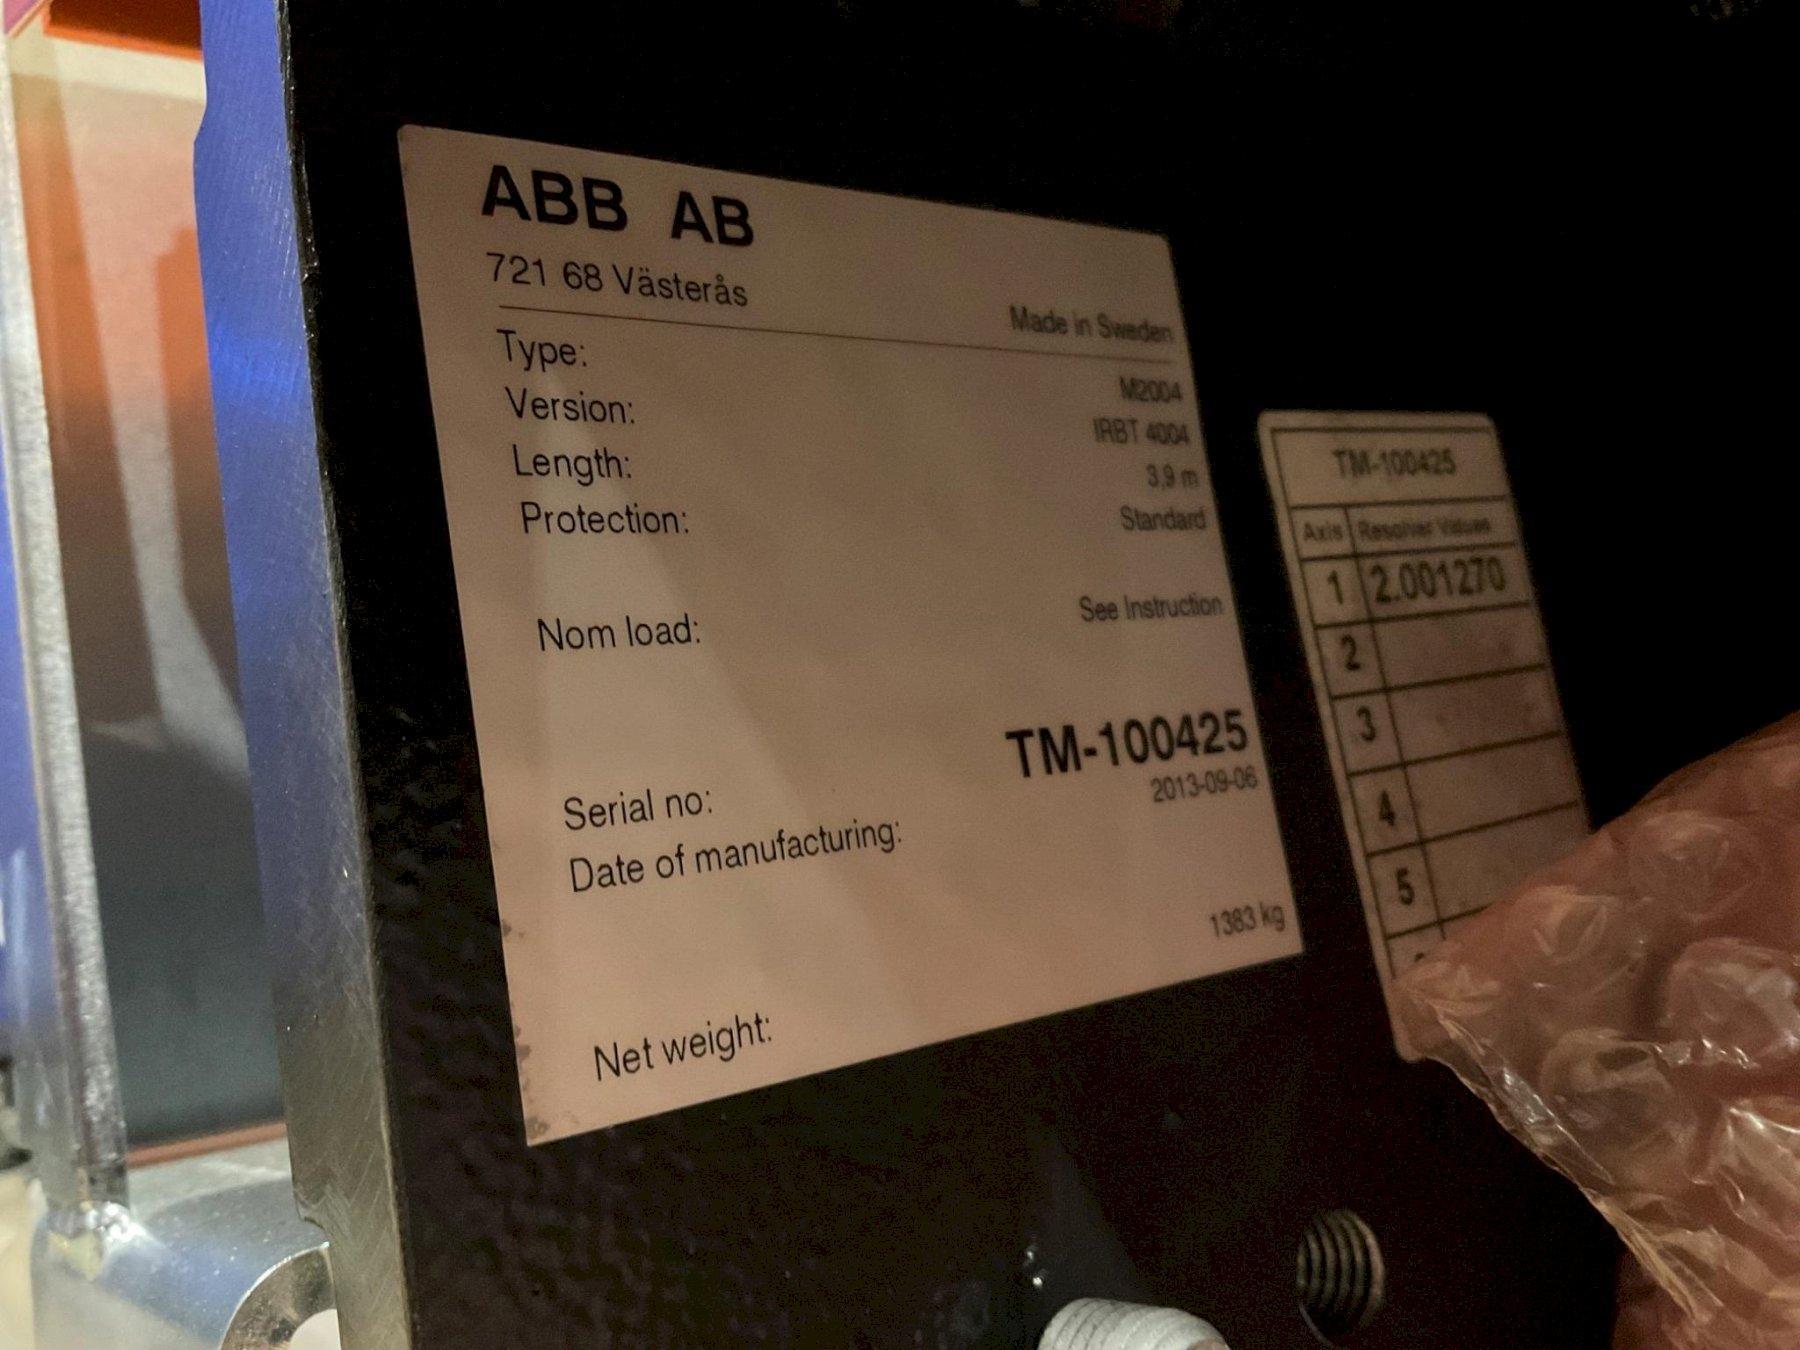 ABB AB
721 68 Västerås
Made in Sweden
Type: M2004
Version: IRBT 4004
Length: 3,9 m
Protection: Standard
Nom load: See Instruction
Serial no: TM-100425
Date of manufacturing: 2013-09-06
Net weight: 1383 kg
TM-100425
Axis Resolver Values
1 2.001270
2
3
4
5